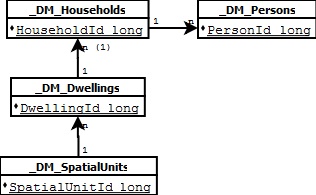 _DM_Households
HouseholdId long
1
n
_DM_Persons
PersonId long
n (1)
1
_DM_Dwellings
DwellingId long
n
1
_DM_SpatialUnits
SpatialUnitId long